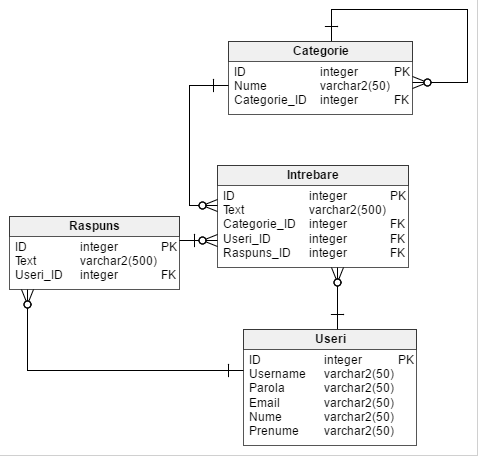 Categorie
ID integer PK
Nume varchar2(50)
Categorie_ID integer FK
Intrebare
ID integer PK
Text varchar2(500)
Categorie_ID integer FK
Useri_ID integer FK
Raspuns_ID integer FK
Raspuns
ID integer PK
Text varchar2(500)
Useri_ID integer FK
Useri
ID integer PK
Username varchar2(50)
Parola varchar2(50)
Email varchar2(50)
Nume varchar2(50)
Prenume varchar2(50)